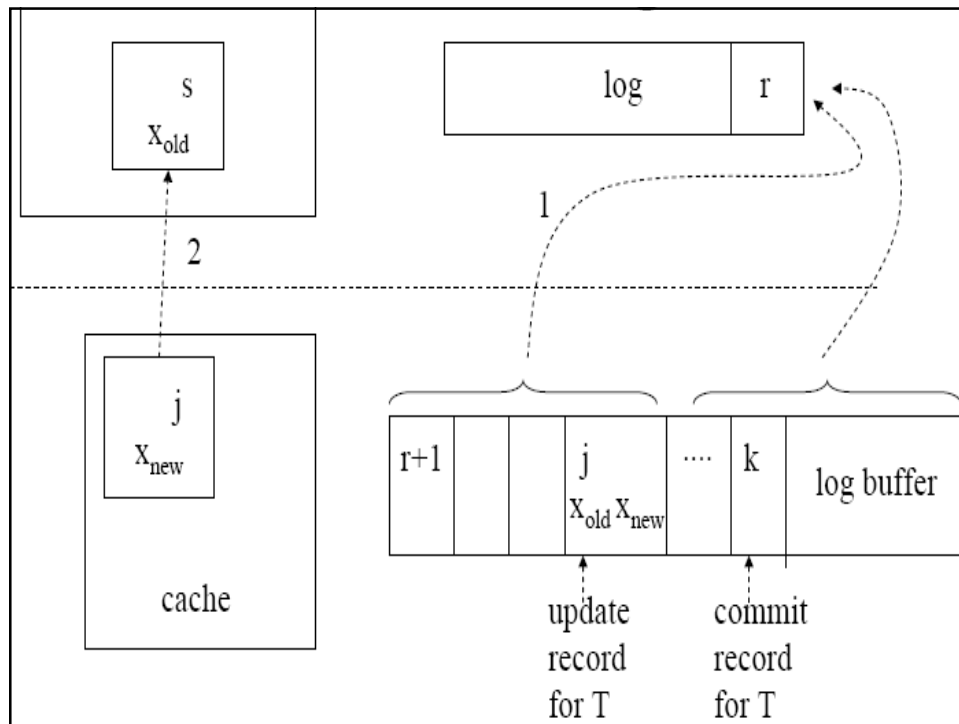 s
x_old
log
r
1
2
j
x_new
cache
r+1
j
x_old x_new
....
k
log buffer
update
record
for T
commit
record
for T